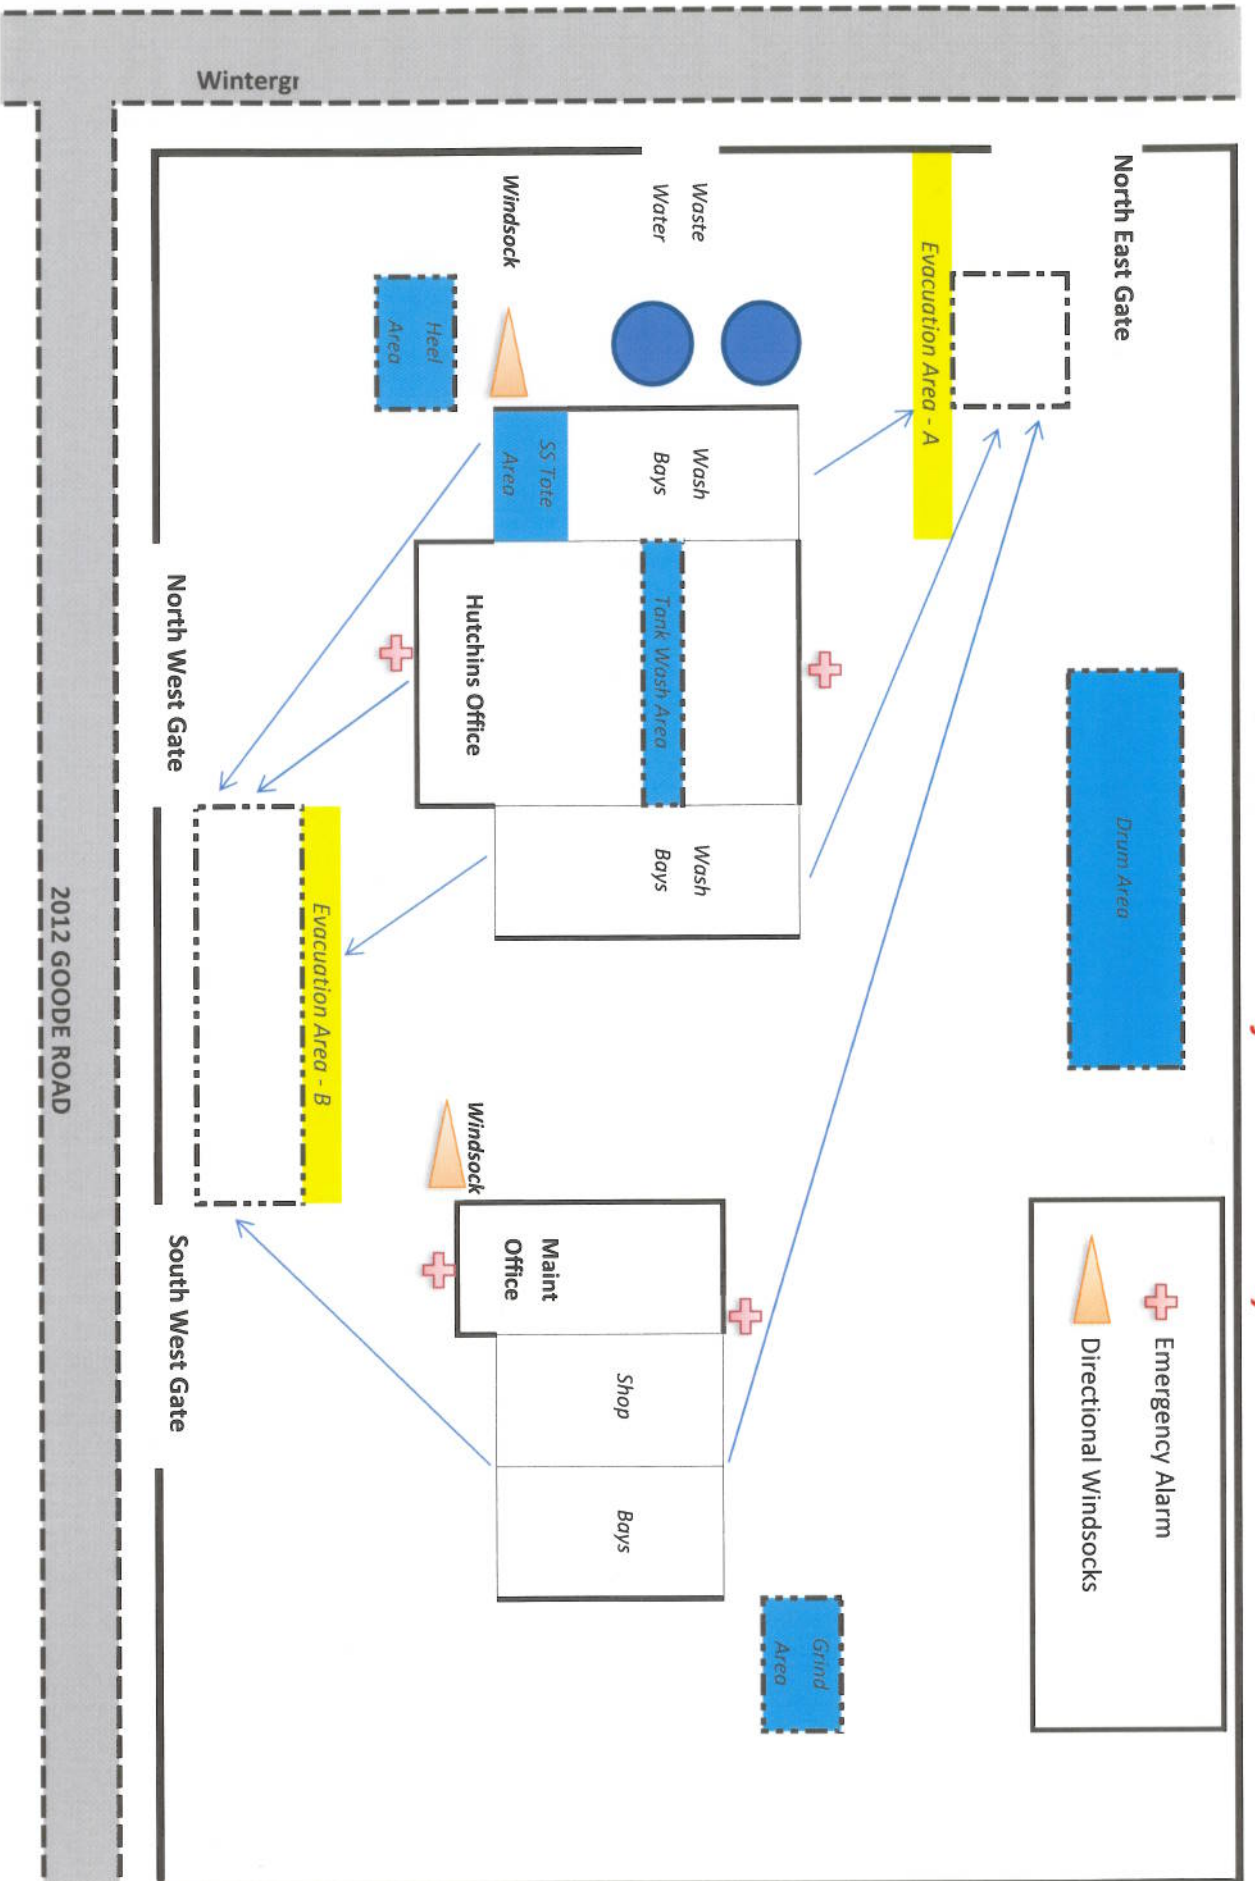 Wintergr
North East Gate
Evacuation Area - A
Waste
Water
Windsock
Heel
Area
Wash
Bays
SS Tote
Area
Tank Wash Area
Hutchins Office
North West Gate
Drum Area
Wash
Bays
Evacuation Area - B
2012 GOODE ROAD
Windsock
Maint
Office
Shop
Bays
South West Gate
Emergency Alarm
Directional Windsocks
Grind
Area